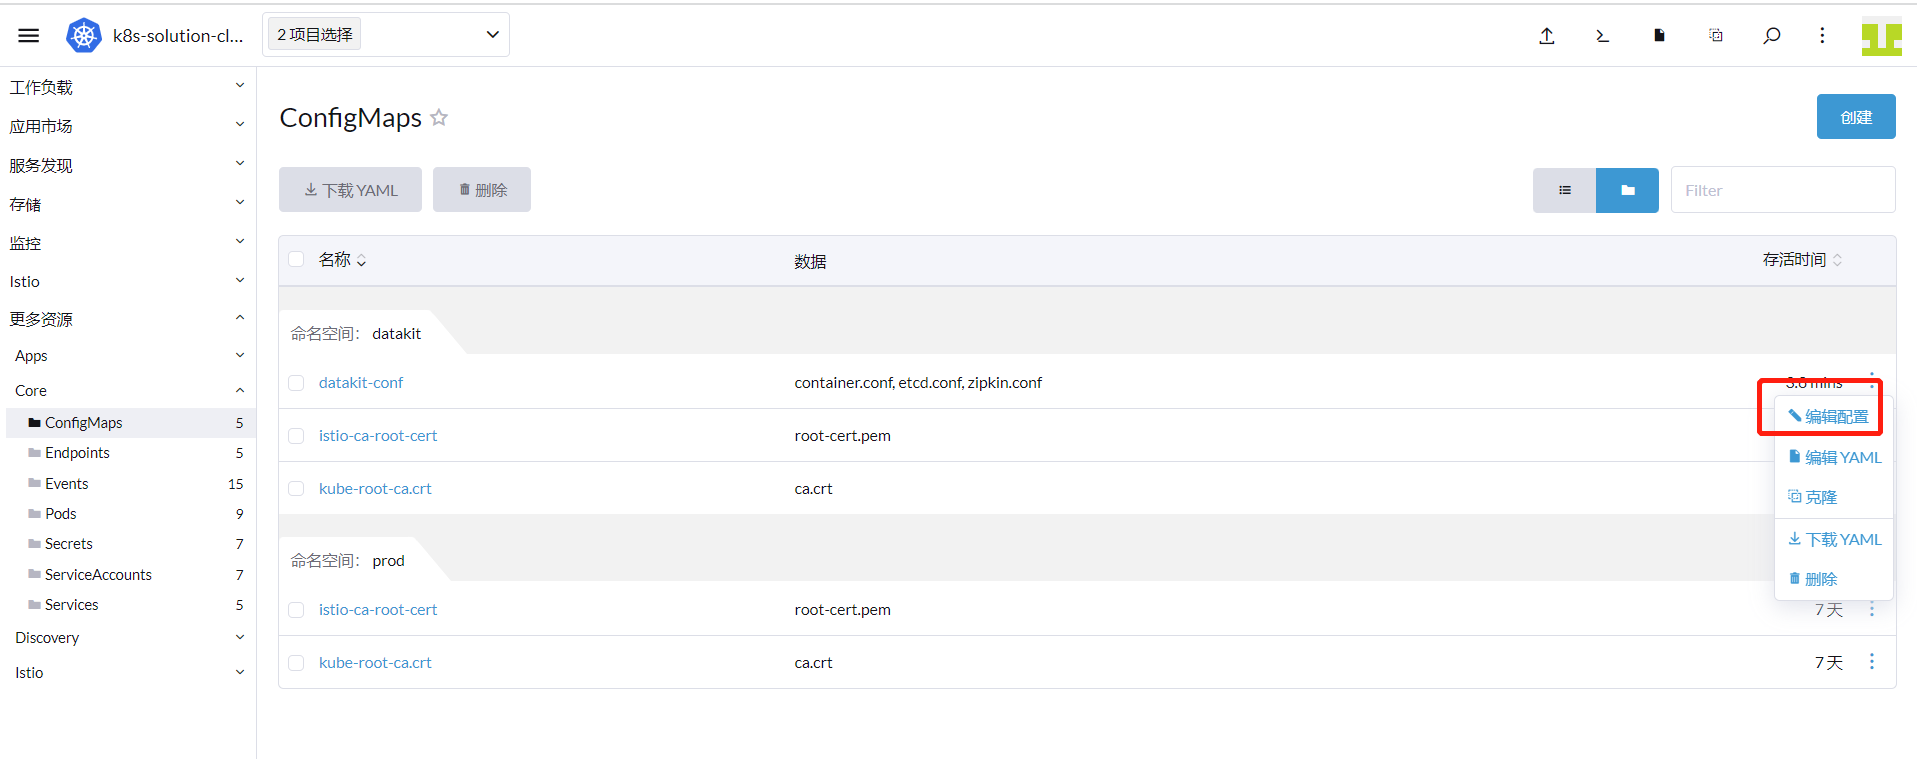 k8s-solution-cl...
2 项目选择
工作负载
应用市场
服务发现
存储
监控
Istio
更多资源
Apps
Core
ConfigMaps 5
Endpoints 5
Events 15
Pods 9
Secrets 7
ServiceAccounts 7
Services 5
Discovery
Istio
ConfigMaps
创建
下载 YAML
删除
Filter
名称 数据 存活时间
命名空间： datakit
datakit-conf container.conf, etcd.conf, zipkin.conf 3.8 mins
istio-ca-root-cert root-cert.pem
kube-root-ca.crt ca.crt
命名空间： prod
istio-ca-root-cert root-cert.pem 7 天
kube-root-ca.crt ca.crt 7 天
编辑配置
编辑 YAML
克隆
下载 YAML
删除